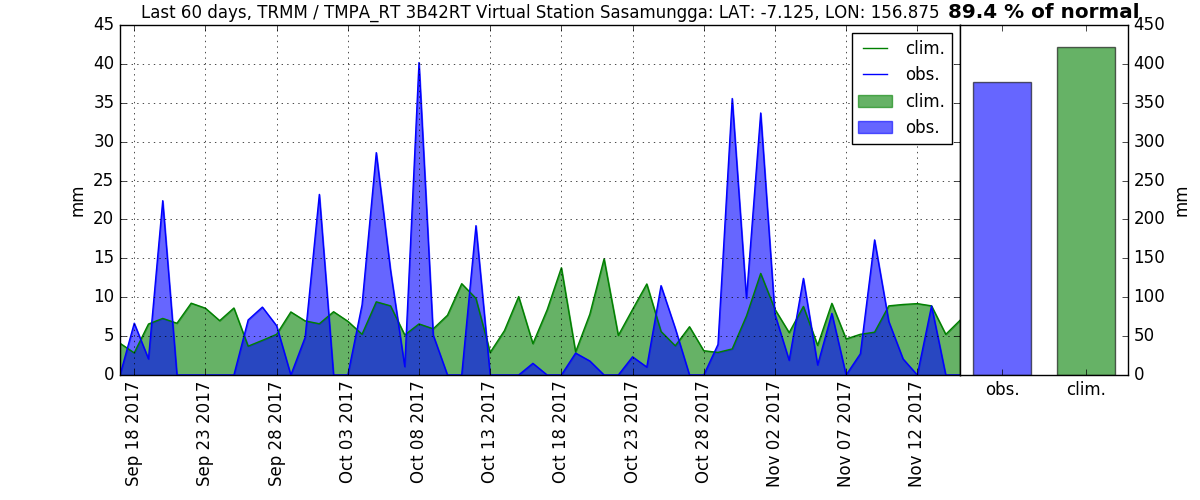 Last 60 days, TRMM / TMPA_RT 3B42RT Virtual Station Sasamungga: LAT: -7.125, LON: 156.875 89.4 % of normal
clim.
obs.
clim.
obs.
mm
45
40
35
30
25
20
15
10
5
0
Sep 18 2017
Sep 23 2017
Sep 28 2017
Oct 03 2017
Oct 08 2017
Oct 13 2017
Oct 18 2017
Oct 23 2017
Oct 28 2017
Nov 02 2017
Nov 07 2017
Nov 12 2017
450
400
350
300
250
200
150
100
50
0
mm
obs. clim.